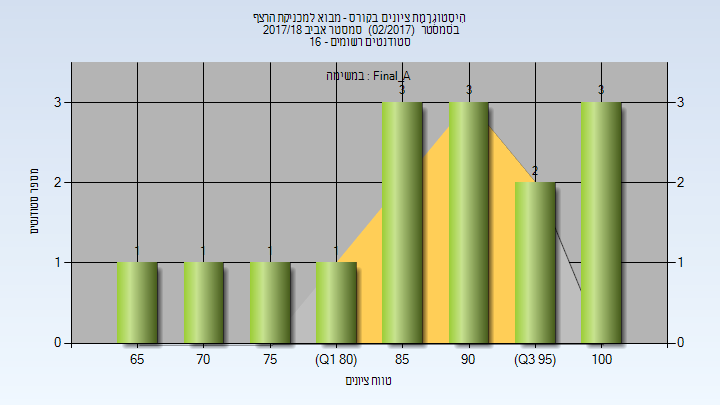 היסטוגרמת ציונים בקורס - מבוא למכניקת הרצף
בסמסטר (02/2017) סמסטר אביב 2017/18
סטודנטים רשומים - 16
במשימה : Final_A
3 3 3
2
1 1 1 1
3 3
2 2
1 1
0 0
מספר סטודנטים
65 70 75 (Q1 80) 85 90 (Q3 95) 100
טווח ציונים